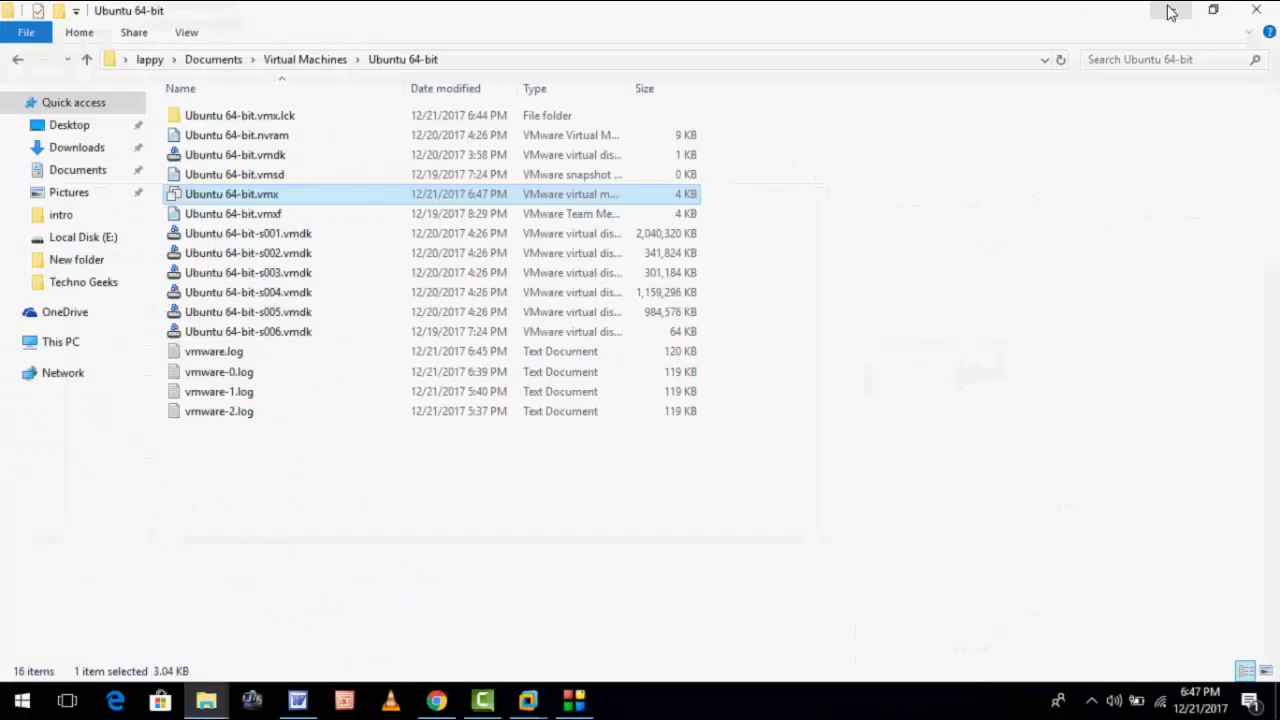 Ubuntu 64-bit
File Home Share View
lappy Documents Virtual Machines Ubuntu 64-bit Search Ubuntu 64-bit
Name Date modified Type Size
Quick access
Desktop
Downloads
Documents
Pictures
intro
Local Disk (E:)
New folder
Techno Geeks
OneDrive
This PC
Network
Ubuntu 64-bit.vmx.lck 12/21/2017 6:44 PM File folder
Ubuntu 64-bit.nvram 12/20/2017 4:26 PM VMware Virtual M... 9 KB
Ubuntu 64-bit.vmdk 12/20/2017 3:58 PM VMware virtual dis... 1 KB
Ubuntu 64-bit.vmsd 12/19/2017 7:24 PM VMware snapshot ... 0 KB
Ubuntu 64-bit.vmx 12/21/2017 6:47 PM VMware virtual m... 4 KB
Ubuntu 64-bit.vmxf 12/19/2017 8:29 PM VMware Team Me... 4 KB
Ubuntu 64-bit-s001.vmdk 12/20/2017 4:26 PM VMware virtual dis... 2,040,320 KB
Ubuntu 64-bit-s002.vmdk 12/20/2017 4:26 PM VMware virtual dis... 341,824 KB
Ubuntu 64-bit-s003.vmdk 12/20/2017 4:26 PM VMware virtual dis... 301,184 KB
Ubuntu 64-bit-s004.vmdk 12/20/2017 4:26 PM VMware virtual dis... 1,159,296 KB
Ubuntu 64-bit-s005.vmdk 12/20/2017 4:26 PM VMware virtual dis... 984,576 KB
Ubuntu 64-bit-s006.vmdk 12/19/2017 7:24 PM VMware virtual dis... 64 KB
vmware.log 12/21/2017 6:45 PM Text Document 120 KB
vmware-0.log 12/21/2017 6:39 PM Text Document 119 KB
vmware-1.log 12/21/2017 5:40 PM Text Document 119 KB
vmware-2.log 12/21/2017 5:37 PM Text Document 119 KB
16 items 1 item selected 3.04 KB
6:47 PM
12/21/2017